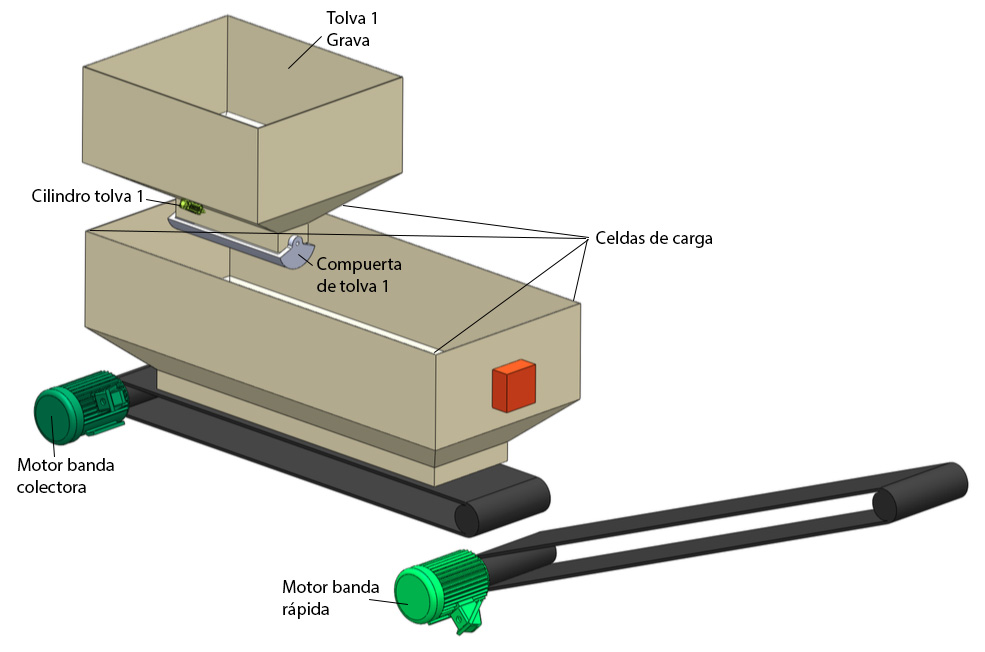 Tolva 1
Grava
Cilindro tolva 1
Celdas de carga
Compuerta
de tolva 1
Motor banda
colectora
Motor banda
rápida